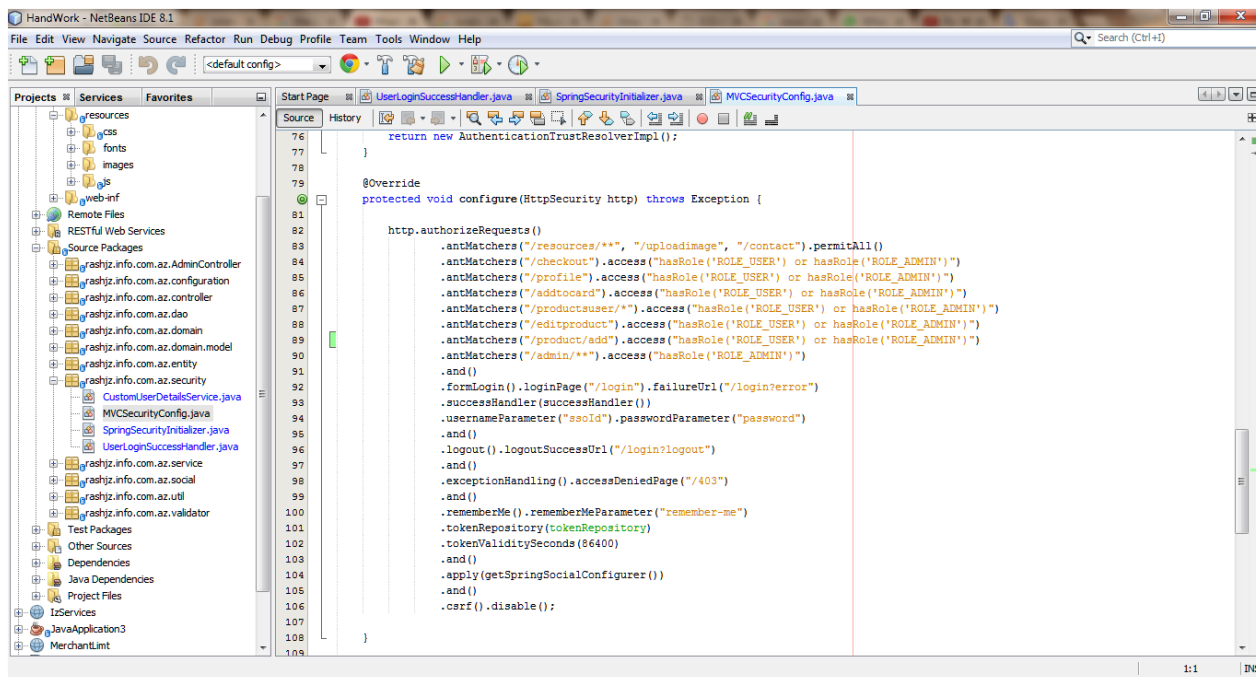 HandWork - NetBeans IDE 8.1
File Edit View Navigate Source Refactor Run Debug Profile Team Tools Window Help
Search (Ctrl+I)
<default config>
Projects Services Favorites
Start Page UserLoginSuccessHandler.java SpringSecurityInitializer.java MVCSecurityConfig.java
Source History
resources
css
fonts
images
js
web-inf
Remote Files
RESTful Web Services
Source Packages
rashjz.info.com.az.AdminController
rashjz.info.com.az.configuration
rashjz.info.com.az.controller
rashjz.info.com.az.dao
rashjz.info.com.az.domain
rashjz.info.com.az.domain.model
rashjz.info.com.az.entity
rashjz.info.com.az.security
CustomUserDetailsService.java
MVCSecurityConfig.java
SpringSecurityInitializer.java
UserLoginSuccessHandler.java
rashjz.info.com.az.service
rashjz.info.com.az.social
rashjz.info.com.az.util
rashjz.info.com.az.validator
Test Packages
Other Sources
Dependencies
Java Dependencies
Project Files
IzServices
JavaApplication3
MerchantLimt
76 return new AuthenticationTrustResolverImpl();
77 }
78
79 @Override
protected void configure(HttpSecurity http) throws Exception {
81
82 http.authorizeRequests()
83 .antMatchers("/resources/**", "/uploadimage", "/contact").permitAll()
84 .antMatchers("/checkout").access("hasRole('ROLE_USER') or hasRole('ROLE_ADMIN')")
85 .antMatchers("/profile").access("hasRole('ROLE_USER') or hasRole('ROLE_ADMIN')")
86 .antMatchers("/addtocard").access("hasRole('ROLE_USER') or hasRole('ROLE_ADMIN')")
87 .antMatchers("/productsuser/*").access("hasRole('ROLE_USER') or hasRole('ROLE_ADMIN')")
88 .antMatchers("/editproduct").access("hasRole('ROLE_USER') or hasRole('ROLE_ADMIN')")
89 .antMatchers("/product/add").access("hasRole('ROLE_USER') or hasRole('ROLE_ADMIN')")
90 .antMatchers("/admin/**").access("hasRole('ROLE_ADMIN')")
91 .and()
92 .formLogin().loginPage("/login").failureUrl("/login?error")
93 .successHandler(successHandler())
94 .usernameParameter("ssoId").passwordParameter("password")
95 .and()
96 .logout().logoutSuccessUrl("/login?logout")
97 .and()
98 .exceptionHandling().accessDeniedPage("/403")
99 .and()
100 .rememberMe().rememberMeParameter("remember-me")
101 .tokenRepository(tokenRepository)
102 .tokenValiditySeconds(86400)
103 .and()
104 .apply(getSpringSocialConfigurer())
105 .and()
106 .csrf().disable();
107
108 }
109
1:1 INS